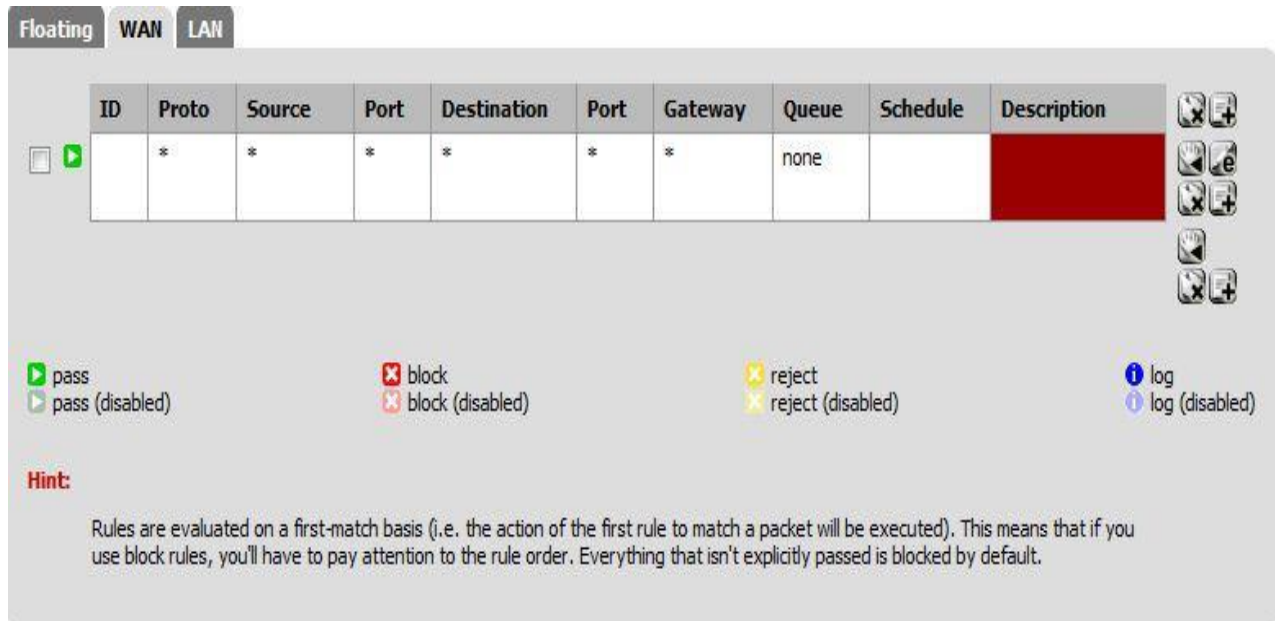 Floating WAN LAN
ID Proto Source Port Destination Port Gateway Queue Schedule Description
* * * * * * none
pass block reject log
pass (disabled) block (disabled) reject (disabled) log (disabled)
Hint:
Rules are evaluated on a first-match basis (i.e. the action of the first rule to match a packet will be executed). This means that if you
use block rules, you'll have to pay attention to the rule order. Everything that isn't explicitly passed is blocked by default.